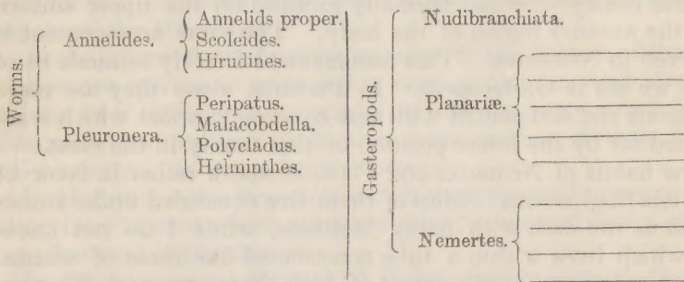 Worms.
Annelides.
Annelids proper.
Scoleides.
Hirudines.
Pleuronera.
Peripatus.
Malacobdella.
Polycladus.
Helminthes.
Gasteropods.
Nudibranchiata.
Planariæ.
Nemertes.